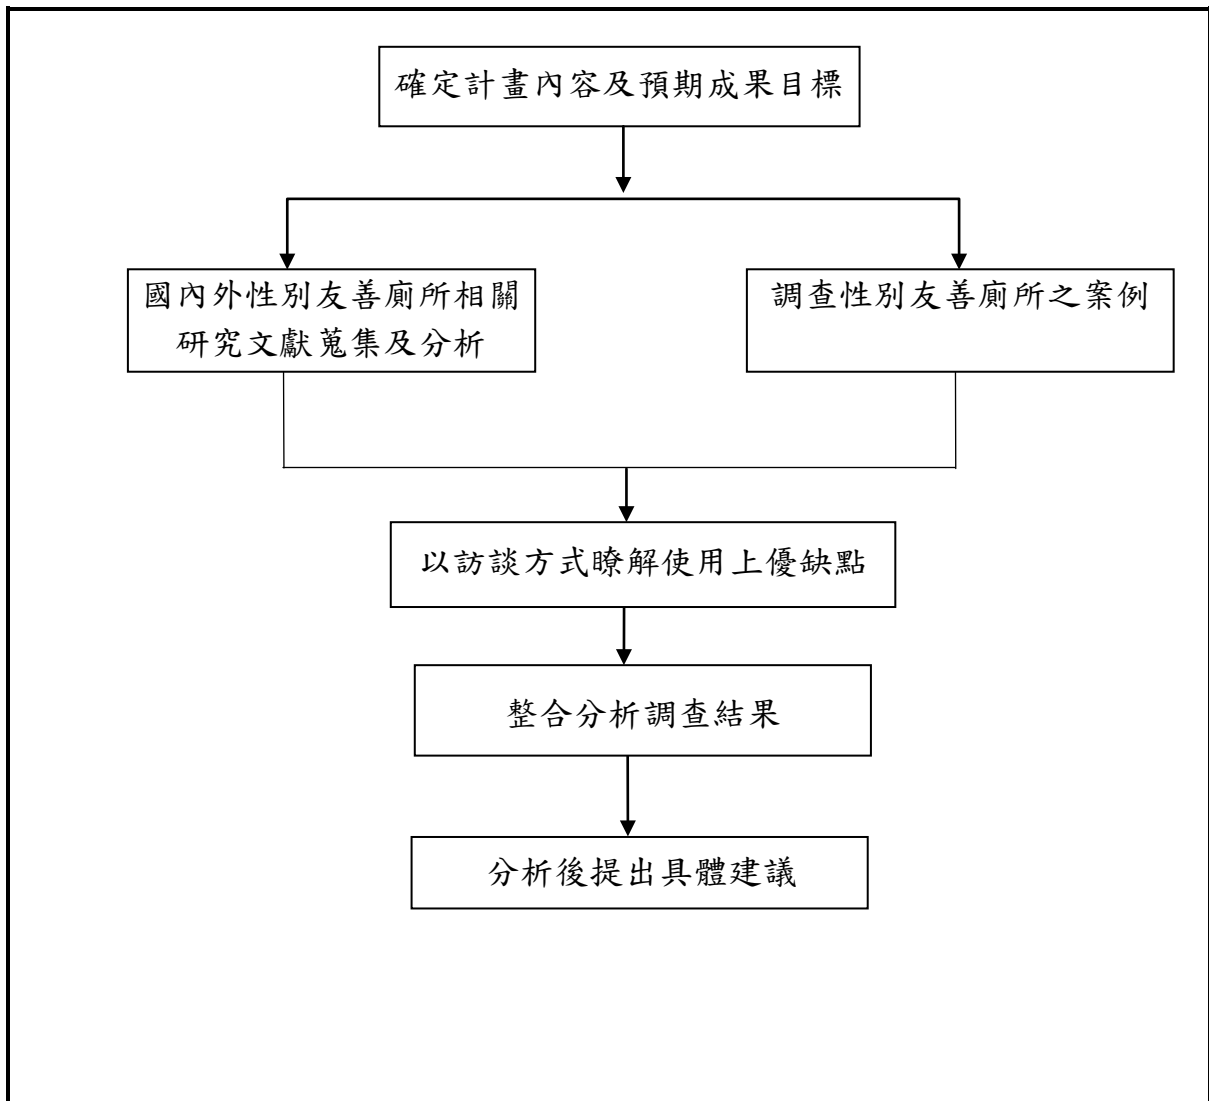 確定計畫內容及預期成果目標
國內外性別友善廁所相關
研究文獻蒐集及分析
調查性別友善廁所之案例
以訪談方式瞭解使用上優缺點
整合分析調查結果
分析後提出具體建議